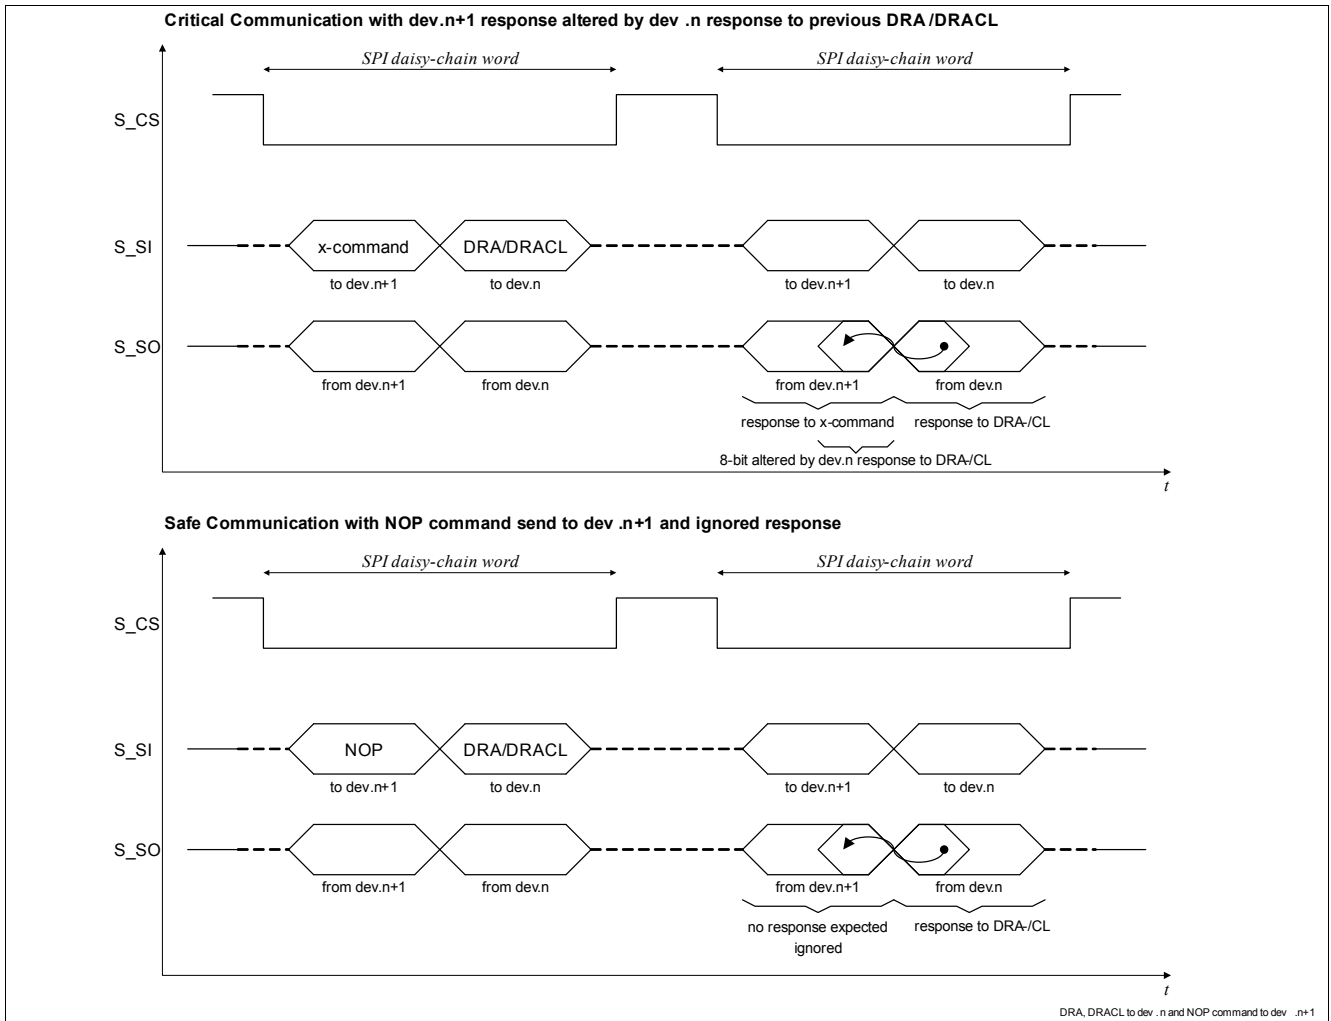 Critical Communication with dev.n+1 response altered by dev .n response to previous DRA/DRACL
SPI daisy-chain word SPI daisy-chain word
S_CS
S_SI x-command DRA/DRACL
to dev.n+1 to dev.n to dev.n+1 to dev.n
S_SO
from dev.n+1 from dev.n from dev.n+1 from dev.n
response to x-command response to DRA-/CL
8-bit altered by dev.n response to DRA-/CL
t
Safe Communication with NOP command send to dev .n+1 and ignored response
SPI daisy-chain word SPI daisy-chain word
S_CS
S_SI NOP DRA/DRACL
to dev.n+1 to dev.n to dev.n+1 to dev.n
S_SO
from dev.n+1 from dev.n from dev.n+1 from dev.n
no response expected response to DRA-/CL
ignored
t
DRA, DRACL to dev . n and NOP command to dev .n+1